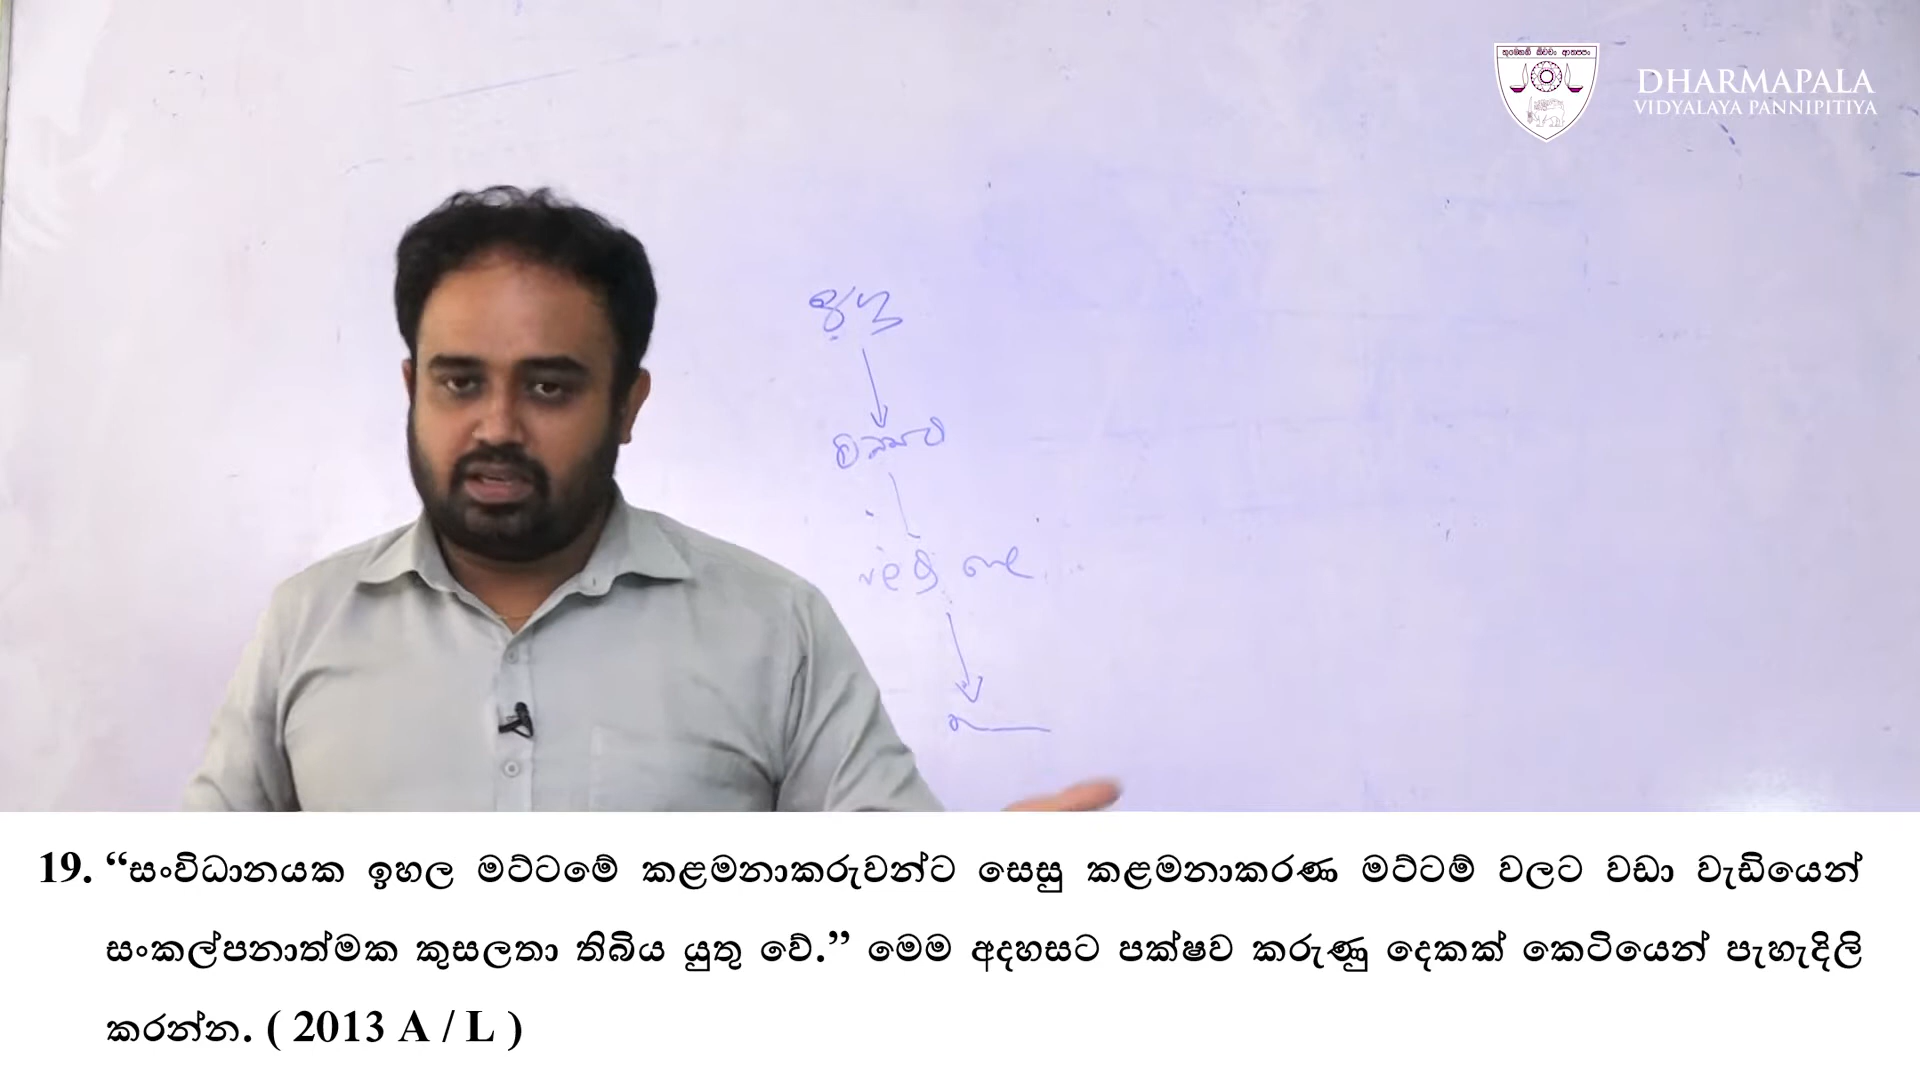 තුමෙහෙහි කිච්චං ආතප්පං
DHARMAPALA
VIDYALAYA PANNIPITIYA
19. “සංවිධානයක ඉහල මට්ටමේ කළමනාකරුවන්ට සෙසු කළමනාකරණ මට්ටම් වලට වඩා වැඩියෙන්
සංකල්පනාත්මක කුසලතා තිබිය යුතු වේ.” මෙම අදහසට පක්ෂව කරුණු දෙකක් කෙටියෙන් පැහැදිලි
කරන්න. ( 2013 A / L )